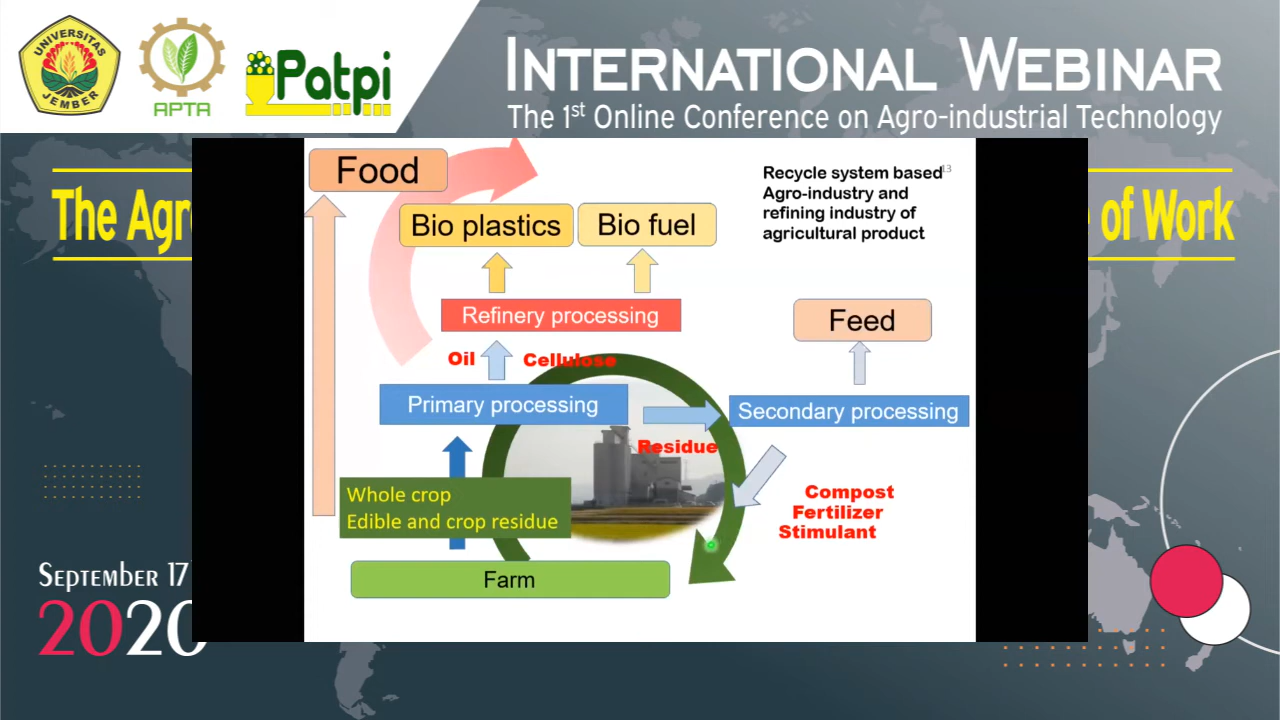 UNIVERSITAS
JEMBER
APTA
Patpi
INTERNATIONAL WEBINAR
The 1st Online Conference on Agro-industrial Technology
The Agr
e of Work
SEPTEMBER 17
2020
Food
Bio plastics
Bio fuel
Recycle system based
13
Agro-industry and
refining industry of
agricultural product
Refinery processing
Feed
Oil
Cellulose
Primary processing
Secondary processing
Residue
Whole crop
Edible and crop residue
Compost
Fertilizer
Stimulant
Farm